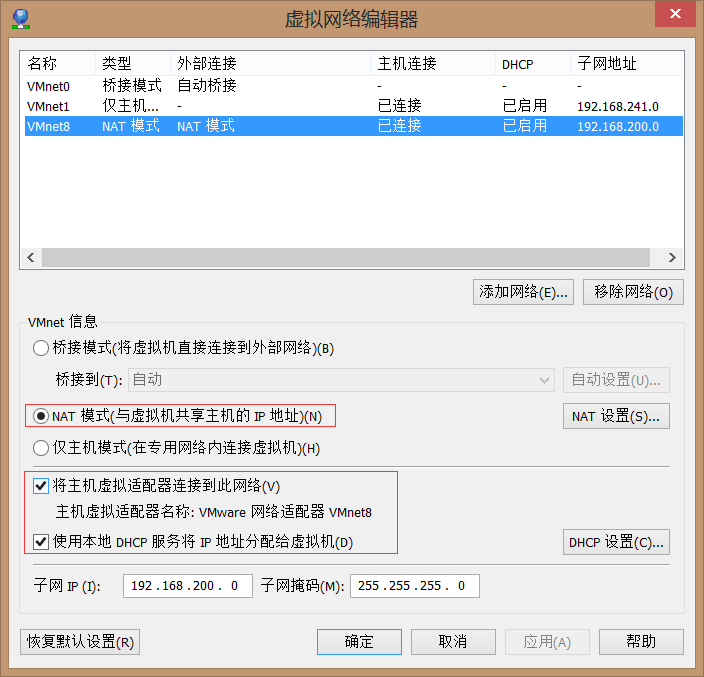 虚拟网络编辑器
名称 类型 外部连接 主机连接 DHCP 子网地址
VMnet0 桥接模式 自动桥接 - - -
VMnet1 仅主机... - 已连接 已启用 192.168.241.0
VMnet8 NAT 模式 NAT 模式 已连接 已启用 192.168.200.0
添加网络(E)... 移除网络(O)
VMnet 信息
桥接模式(将虚拟机直接连接到外部网络)(B)
桥接到(T): 自动 自动设置(U)...
NAT 模式(与虚拟机共享主机的 IP 地址)(N) NAT 设置(S)...
仅主机模式(在专用网络内连接虚拟机)(H)
将主机虚拟适配器连接到此网络(V)
主机虚拟适配器名称: VMware 网络适配器 VMnet8
使用本地 DHCP 服务将 IP 地址分配给虚拟机(D) DHCP 设置(C)...
子网 IP (I): 192 . 168 . 200 . 0 子网掩码(M): 255 . 255 . 255 . 0
恢复默认设置(R) 确定 取消 应用(A) 帮助